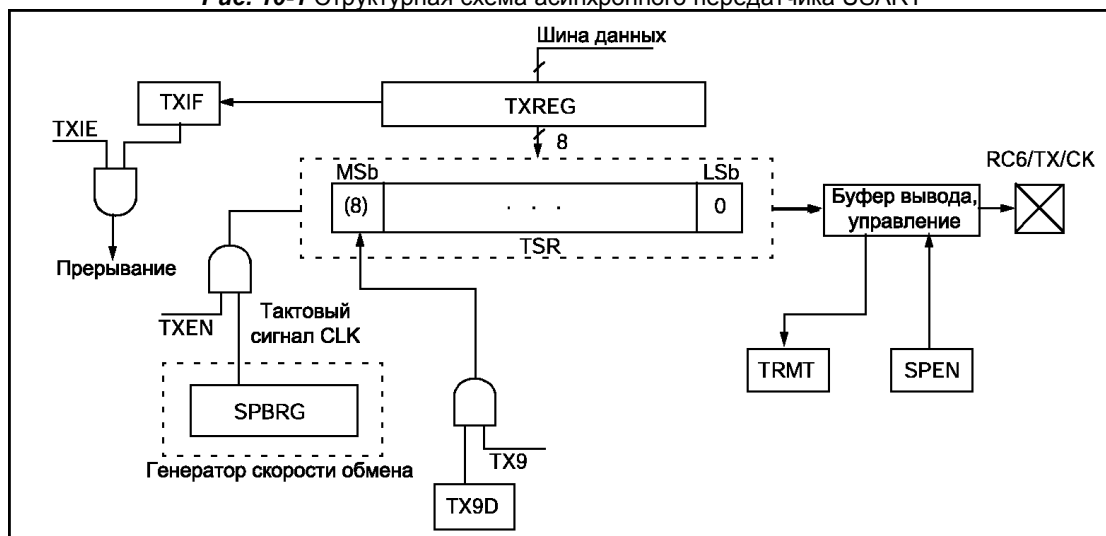 Рис. 10-1 Структурная схема асинхронного передатчика USART
Шина данных
TXIF
TXREG
TXIE
8
MSb
LSb
RC6/TX/CK
(8)
. . .
0
Буфер вывода,
управление
TSR
Прерывание
TXEN
Тактовый
сигнал CLK
TRMT
SPEN
SPBRG
TX9
Генератор скорости обмена
TX9D